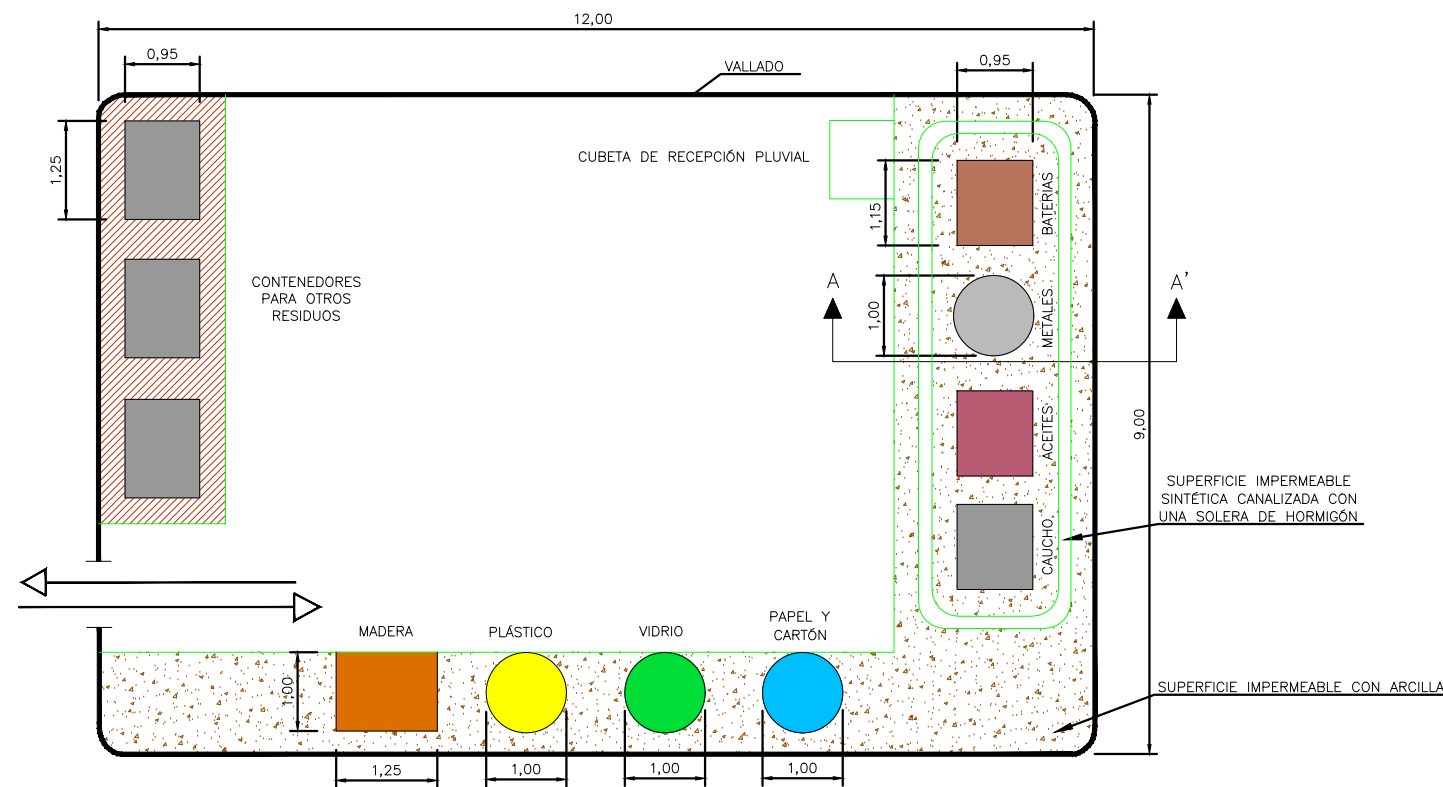 12,00
0,95
VALLADO
0,95
CUBETA DE RECEPCIÓN PLUVIAL
1,25
BATERIAS
1,15
CONTENEDORES
PARA OTROS
RESIDUOS
A
A'
METALES
1,00
9,00
ACEITES
SUPERFICIE IMPERMEABLE
SINTÉTICA CANALIZADA CON
UNA SOLERA DE HORMIGÓN
CAUCHO
MADERA
PLÁSTICO
VIDRIO
PAPEL Y
CARTÓN
1,00
SUPERFICIE IMPERMEABLE CON ARCILLA
1,25
1,00
1,00
1,00